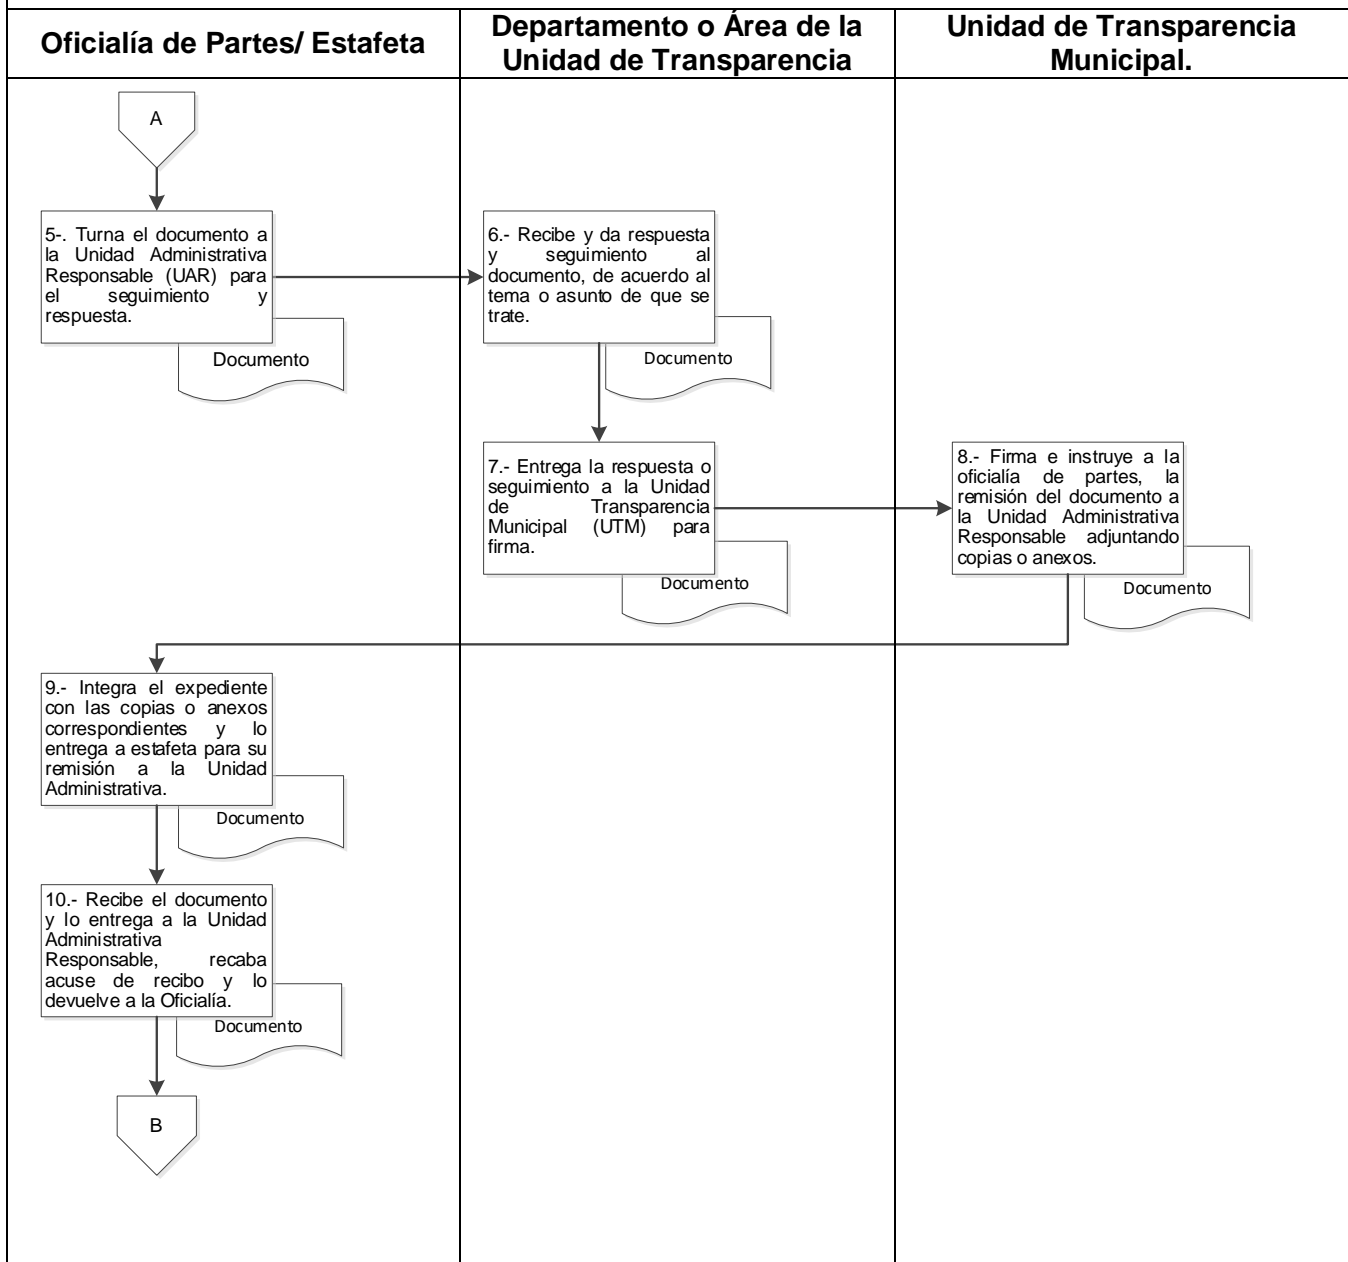 Oficialía de Partes/ Estafeta
Departamento o Área de la
Unidad de Transparencia
Unidad de Transparencia
Municipal.
A
5-. Turna el documento a
la Unidad Administrativa
Responsable (UAR) para
el seguimiento y
respuesta.
Documento
6.- Recibe y da respuesta
y seguimiento al
documento, de acuerdo al
tema o asunto de que se
trate.
Documento
7.- Entrega la respuesta o
seguimiento a la Unidad
de Transparencia
Municipal (UTM) para
firma.
Documento
8.- Firma e instruye a la
oficialía de partes, la
remisión del documento a
la Unidad Administrativa
Responsable adjuntando
copias o anexos.
Documento
9.- Integra el expediente
con las copias o anexos
correspondientes y lo
entrega a estafeta para su
remisión a la Unidad
Administrativa.
Documento
10.- Recibe el documento
y lo entrega a la Unidad
Administrativa
Responsable, recaba
acuse de recibo y lo
devuelve a la Oficialía.
Documento
B